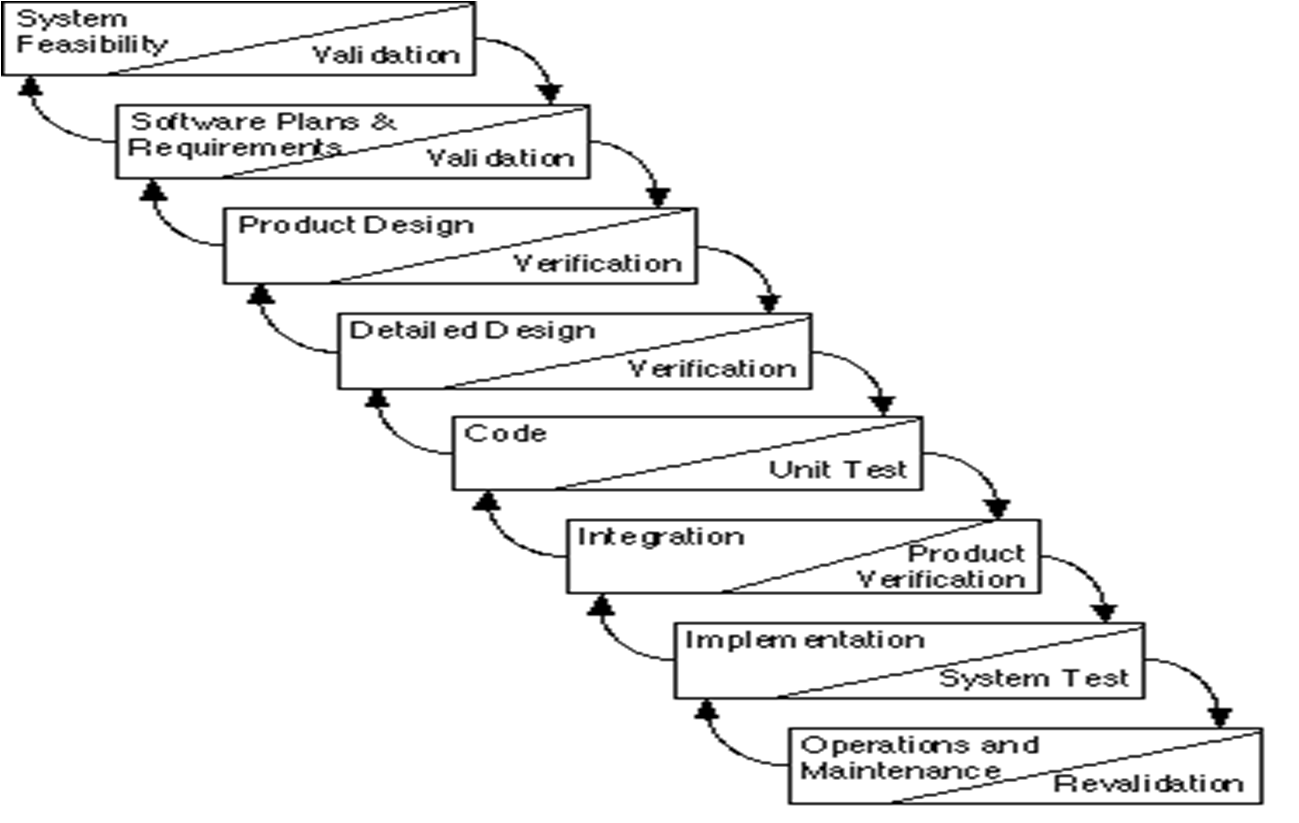 System
Feasibility
Validation
Software Plans &
Requirements
Validation
Product Design
Verification
Detailed Design
Verification
Code
Unit Test
Integration
Product
Verification
Implementation
System Test
Operations and
Maintenance
Revalidation